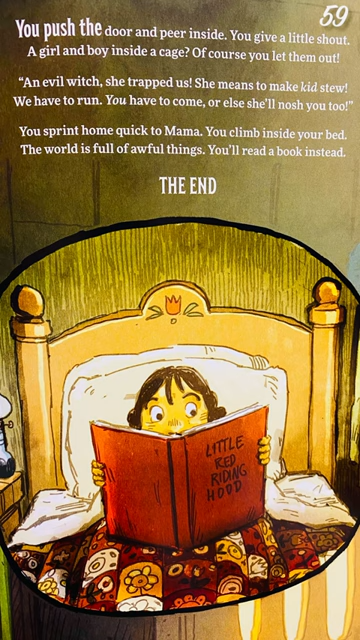 59
You push the door and peer inside. You give a little shout.
A girl and boy inside a cage? Of course you let them out!
“An evil witch, she trapped us! She means to make kid stew!
We have to run. You have to come, or else she’ll nosh you too!”
You sprint home quick to Mama. You climb inside your bed.
The world is full of awful things. You’ll read a book instead.
THE END
LITTLE
RED
RIDING
HOOD